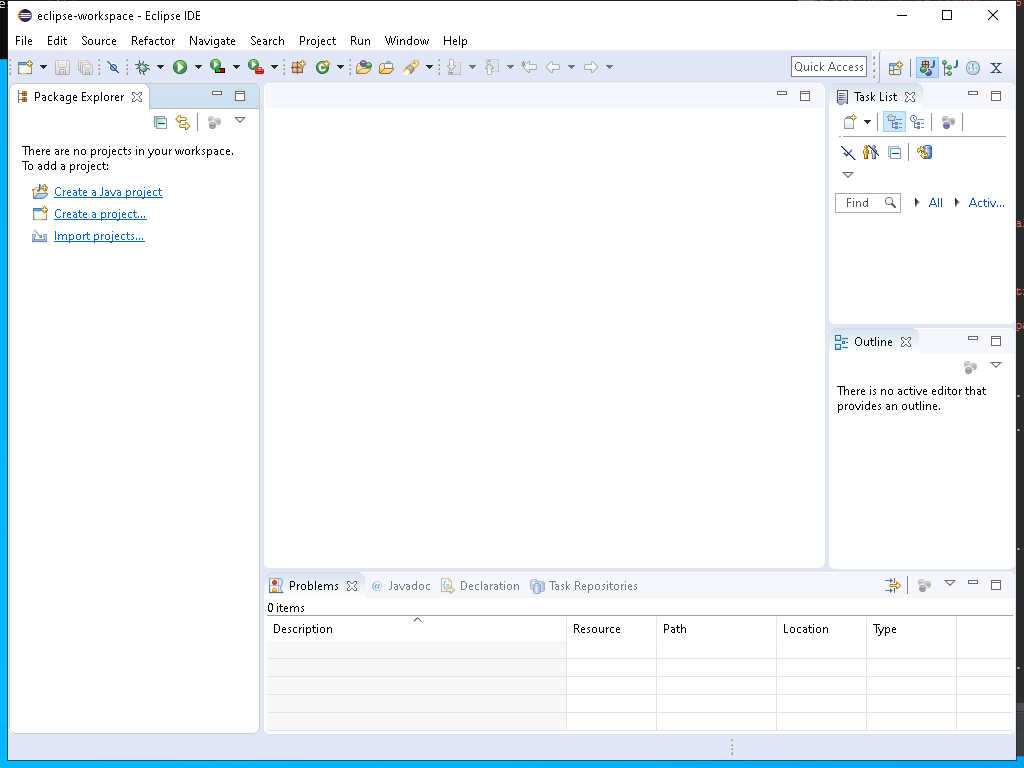 eclipse-workspace - Eclipse IDE
File Edit Source Refactor Navigate Search Project Run Window Help
Quick Access
Package Explorer
There are no projects in your workspace.
To add a project:
Create a Java project
Create a project...
Import projects...
Task List
Find All Activ...
Outline
There is no active editor that
provides an outline.
Problems @ Javadoc Declaration Task Repositories
0 items
Description Resource Path Location Type